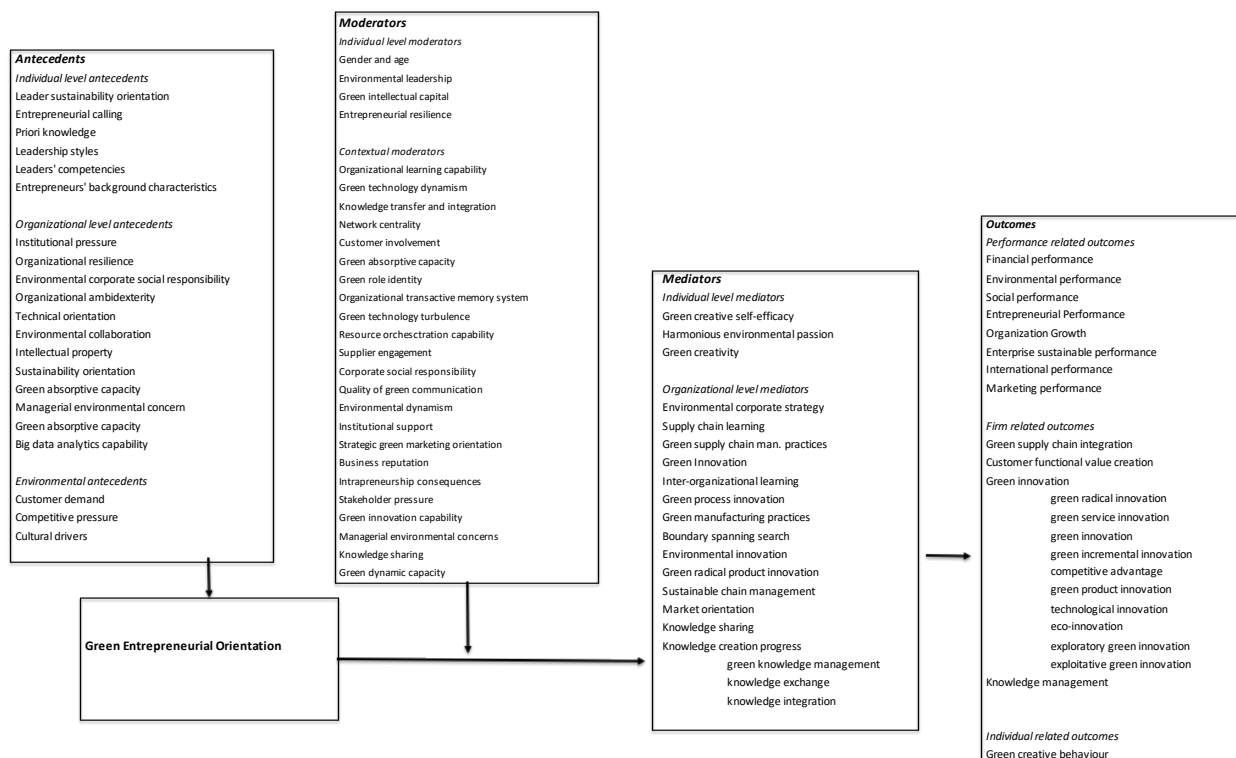 Antecedents
Individual level antecedents
Leader sustainability orientation
Entrepreneurial calling
Priori knowledge
Leadership styles
Leaders' competencies
Entrepreneurs' background characteristics
Organizational level antecedents
Institutional pressure
Organizational resilience
Environmental corporate social responsibility
Organizational ambidexterity
Technical orientation
Environmental collaboration
Intellectual property
Sustainability orientation
Green absorptive capacity
Managerial environmental concern
Green absorptive capacity
Big data analytics capability
Environmental antecedents
Customer demand
Competitive pressure
Cultural drivers
Green Entrepreneurial Orientation
Moderators
Individual level moderators
Gender and age
Environmental leadership
Green intellectual capital
Entrepreneurial resilience
Contextual moderators
Organizational learning capability
Green technology dynamism
Knowledge transfer and integration
Network centrality
Customer involvement
Green absorptive capacity
Green role identity
Organizational transactive memory system
Green technology turbulence
Resource orchesctration capability
Supplier engagement
Corporate social responsibility
Quality of green communication
Environmental dynamism
Institutional support
Strategic green marketing orientation
Business reputation
Intrapreneurship consequences
Stakeholder pressure
Green innovation capability
Managerial environmental concerns
Knowledge sharing
Green dynamic capacity
Mediators
Individual level mediators
Green creative self-efficacy
Harmonious environmental passion
Green creativity
Organizational level mediators
Environmental corporate strategy
Supply chain learning
Green supply chain man. practices
Green Innovation
Inter-organizational learning
Green process innovation
Green manufacturing practices
Boundary spanning search
Environmental innovation
Green radical product innovation
Sustainable chain management
Market orientation
Knowledge sharing
Knowledge creation progress
green knowledge management
knowledge exchange
knowledge integration
Outcomes
Performance related outcomes
Financial performance
Environmental performance
Social performance
Entrepreneurial Performance
Organization Growth
Enterprise sustainable performance
International performance
Marketing performance
Firm related outcomes
Green supply chain integration
Customer functional value creation
Green innovation
green radical innovation
green service innovation
green innovation
green incremental innovation
competitive advantage
green product innovation
technological innovation
eco-innovation
exploratory green innovation
exploitative green innovation
Knowledge management
Individual related outcomes
Green creative behaviour